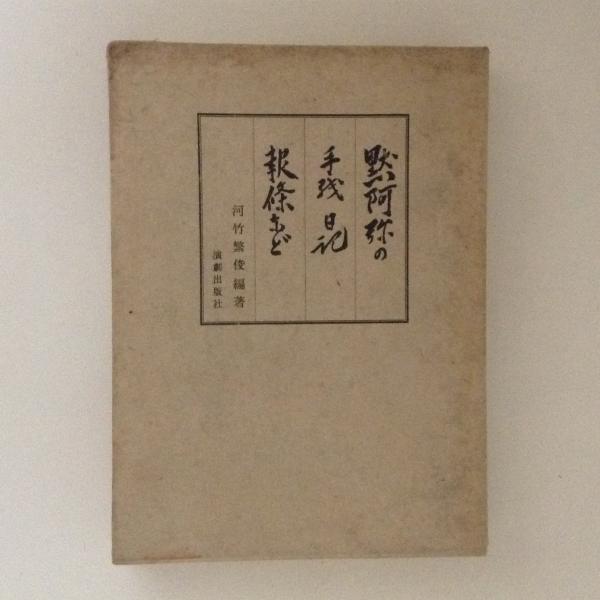 黙阿弥の
手紙 日記
報條など
河竹繁俊編著
演劇出版社